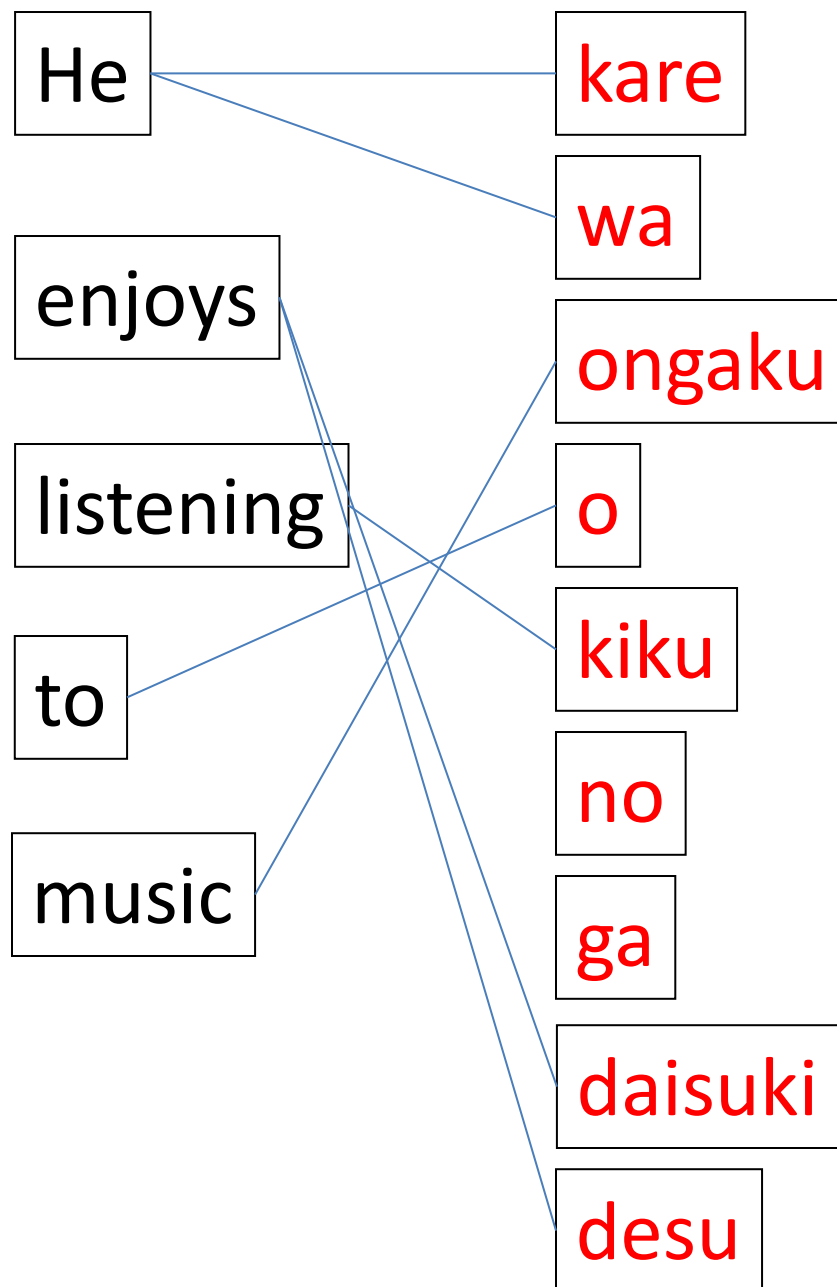 He
enjoys
listening
to
music
kare
wa
ongaku
o
kiku
no
ga
daisuki
desu